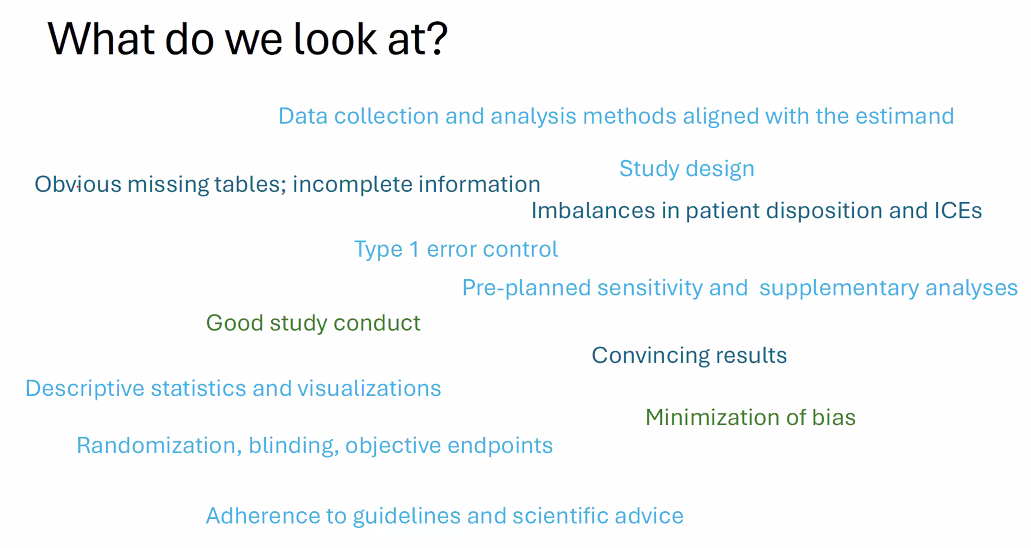 What do we look at?
Data collection and analysis methods aligned with the estimand
Study design
Obvious missing tables; incomplete information
Imbalances in patient disposition and ICEs
Type 1 error control
Pre-planned sensitivity and supplementary analyses
Good study conduct
Convincing results
Descriptive statistics and visualizations
Minimization of bias
Randomization, blinding, objective endpoints
Adherence to guidelines and scientific advice